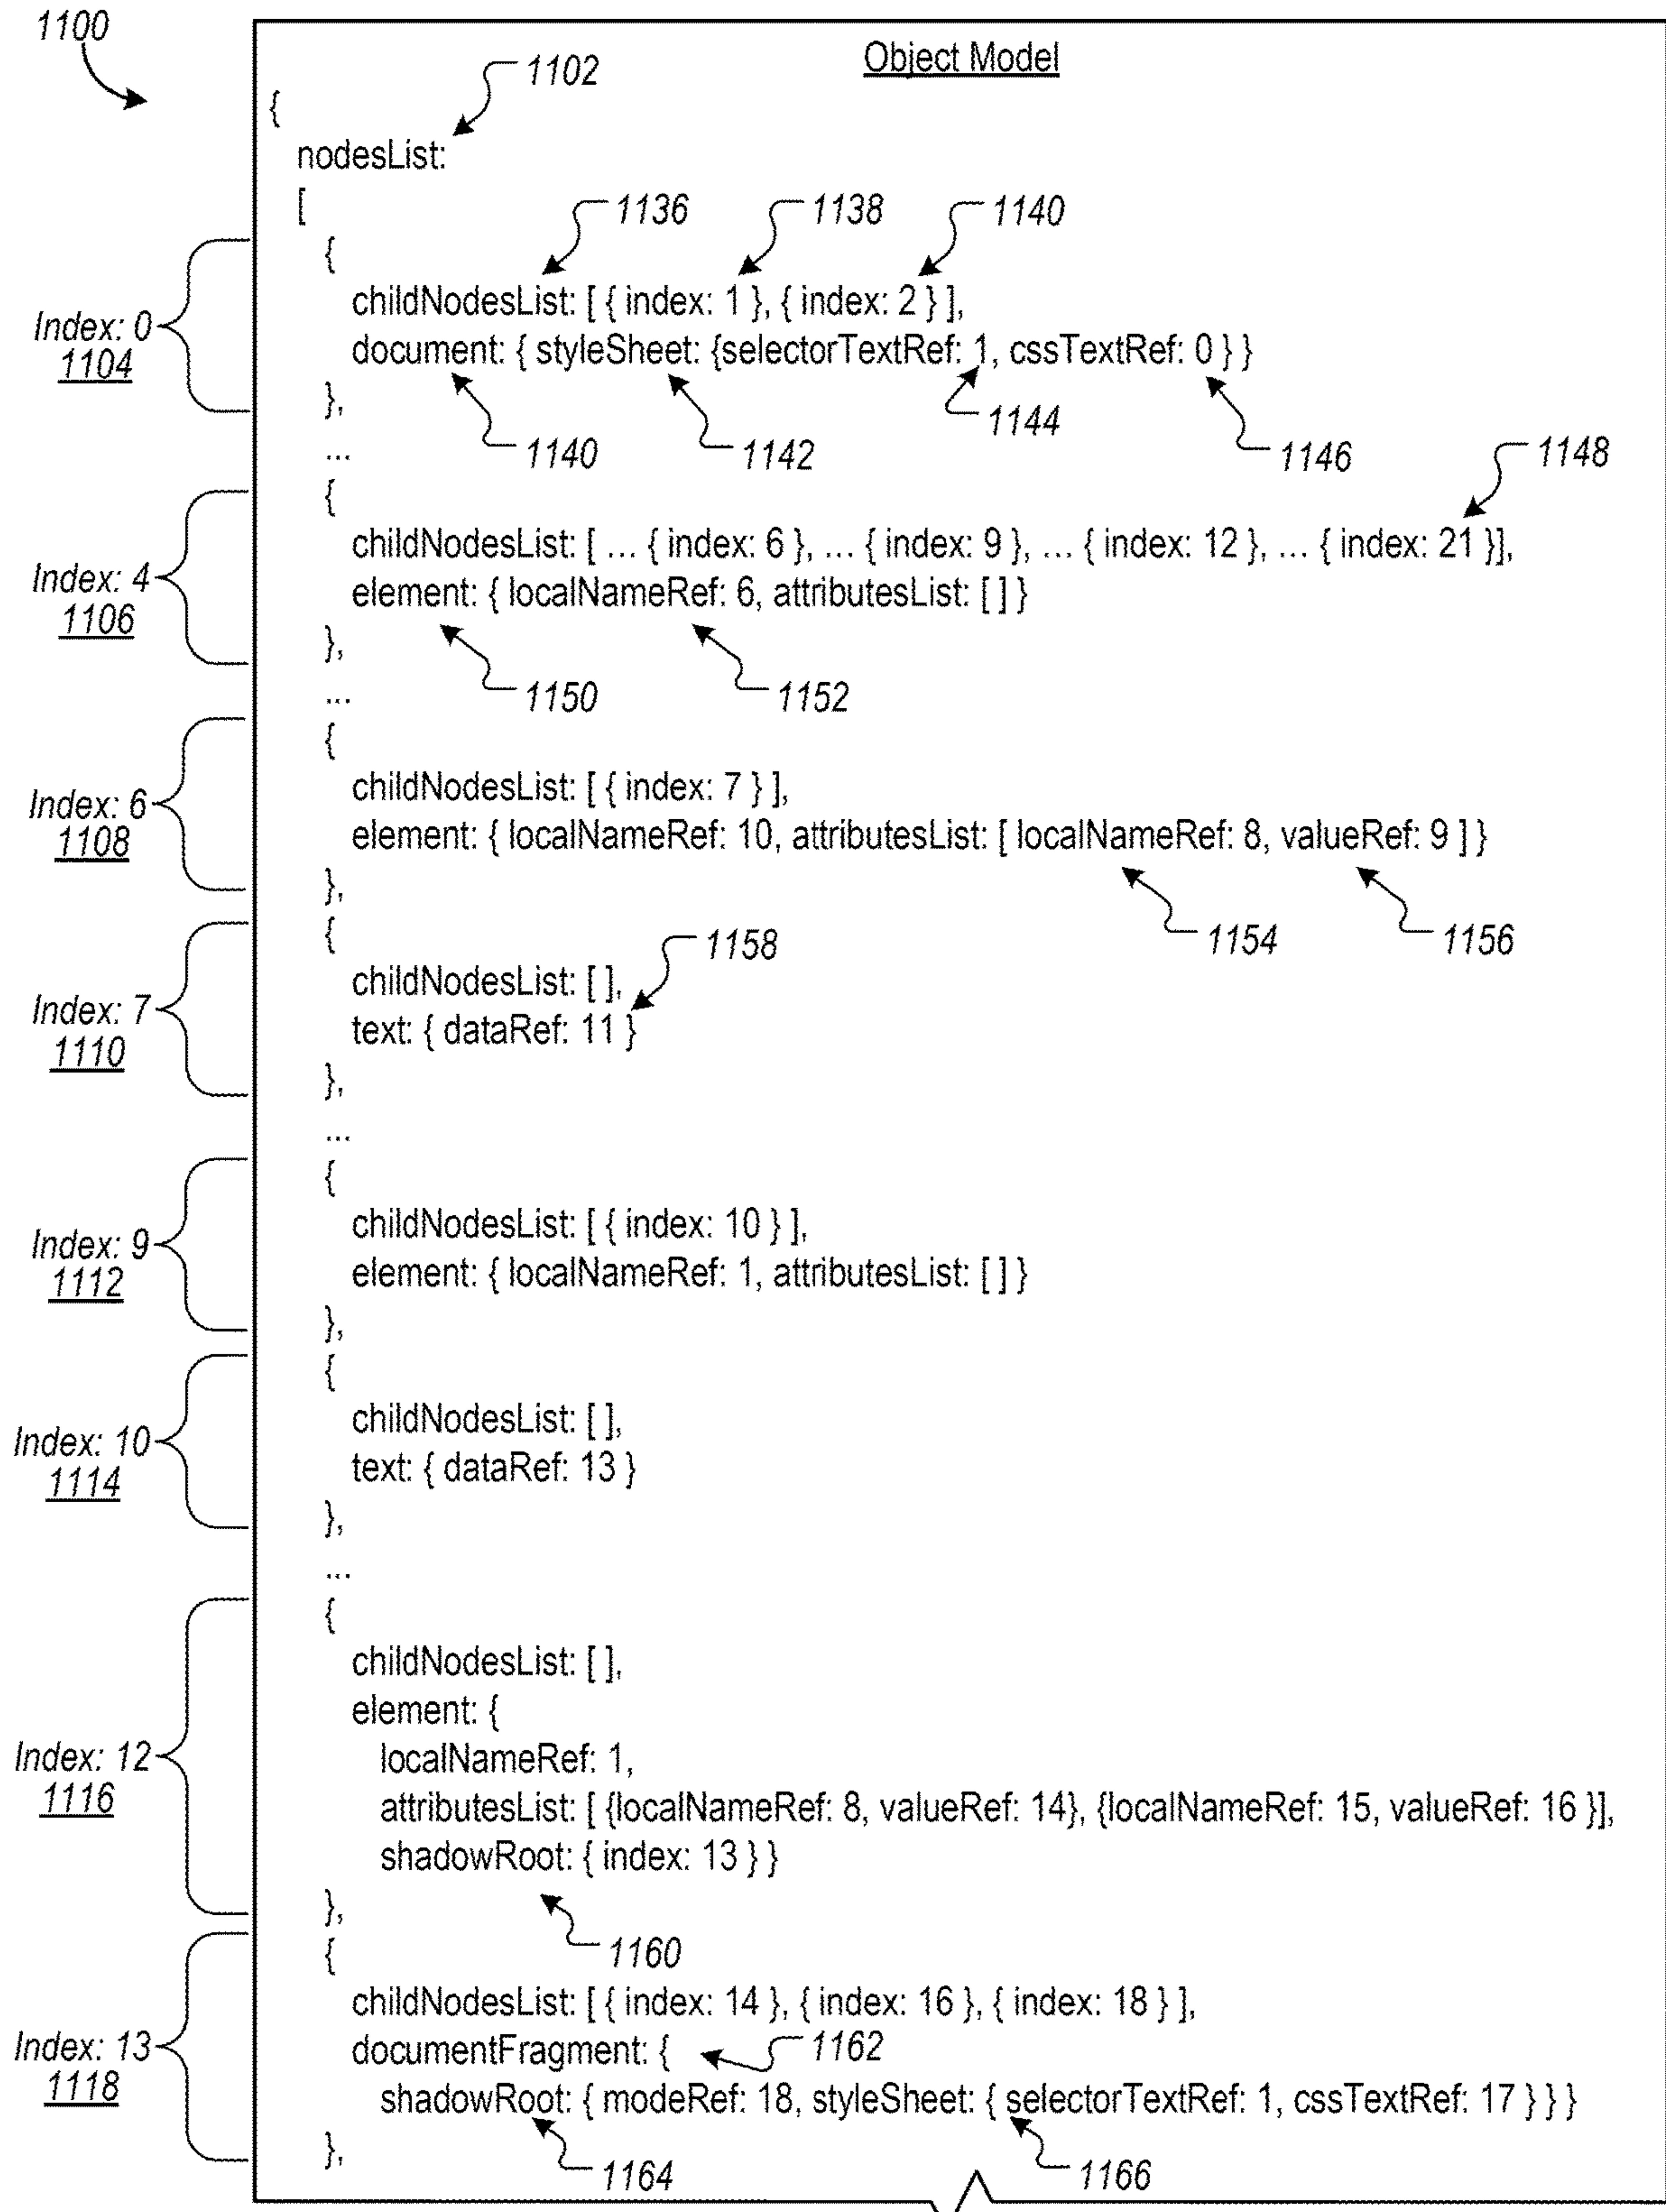 1100
Object Model
1102
{
nodesList:
[
1136 1138 1140
{
childNodesList: [ { index: 1 }, { index: 2 } ],
Index: 0
document: { styleSheet: {selectorTextRef: 1, cssTextRef: 0 } }
1104
},
1144
1140 1142 1146 1148
...
{
childNodesList: [ ... { index: 6 }, ... { index: 9 }, ... { index: 12 }, ... { index: 21 }],
Index: 4
element: { localNameRef: 6, attributesList: [ ] }
1106
},
1150 1152
...
{
childNodesList: [ { index: 7 } ],
Index: 6
element: { localNameRef: 10, attributesList: [ localNameRef: 8, valueRef: 9 ] }
1108
},
1154 1156
{
1158
childNodesList: [ ],
Index: 7
text: { dataRef: 11 }
1110
},
...
{
childNodesList: [ { index: 10 } ],
Index: 9
element: { localNameRef: 1, attributesList: [ ] }
1112
},
{
childNodesList: [ ],
Index: 10
text: { dataRef: 13 }
1114
},
...
{
childNodesList: [ ],
element: {
Index: 12
localNameRef: 1,
1116
attributesList: [ {localNameRef: 8, valueRef: 14}, {localNameRef: 15, valueRef: 16 }],
shadowRoot: { index: 13 } }
},
1160
{
childNodesList: [ { index: 14 }, { index: 16 }, { index: 18 } ],
Index: 13
documentFragment: { 1162
1118
shadowRoot: { modeRef: 18, styleSheet: { selectorTextRef: 1, cssTextRef: 17 } } }
},
1164 1166